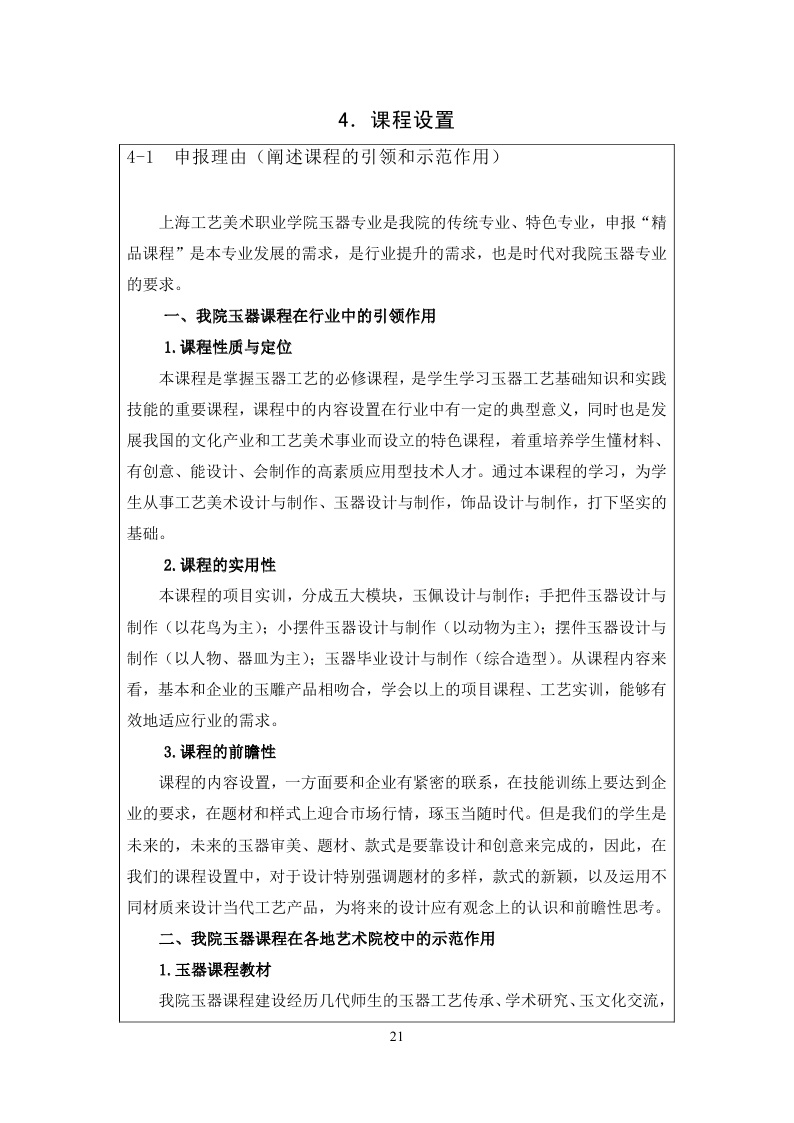 4. 课程设置
4-1 申报理由（阐述课程的引领和示范作用）
上海工艺美术职业学院玉器专业是我院的传统专业、特色专业，申报“精
品课程”是本专业发展的需求，是行业提升的需求，也是时代对我院玉器专业
的要求。
一、我院玉器课程在行业中的引领作用
1.课程性质与定位
本课程是掌握玉器工艺的必修课程，是学生学习玉器工艺基础知识和实践
技能的重要课程，课程中的内容设置在行业中有一定的典型意义，同时也是发
展我国的文化产业和工艺美术事业而设立的特色课程，着重培养学生懂材料、
有创意、能设计、会制作的高素质应用型技术人才。通过本课程的学习，为学
生从事工艺美术设计与制作、玉器设计与制作，饰品设计与制作，打下坚实的
基础。
2.课程的实用性
本课程的项目实训，分成五大模块，玉佩设计与制作；手把件玉器设计与
制作（以花鸟为主）；小摆件玉器设计与制作（以动物为主）；摆件玉器设计与
制作（以人物、器皿为主）；玉器毕业设计与制作（综合造型）。从课程内容来
看，基本和企业的玉雕产品相吻合，学会以上的项目课程、工艺实训，能够有
效地适应行业的需求。
3.课程的前瞻性
课程的内容设置，一方面要和企业有紧密的联系，在技能训练上要达到企
业的要求，在题材和样式上迎合市场行情，琢玉当随时代。但是我们的学生是
未来的，未来的玉器审美、题材、款式是要靠设计和创意来完成的，因此，在
我们的课程设置中，对于设计特别强调题材的多样，款式的新颖，以及运用不
同材质来设计当代工艺产品，为将来的设计应有观念上的认识和前瞻性思考。
二、我院玉器课程在各地艺术院校中的示范作用
1.玉器课程教材
我院玉器课程建设经历几代师生的玉器工艺传承、学术研究、玉文化交流，
21